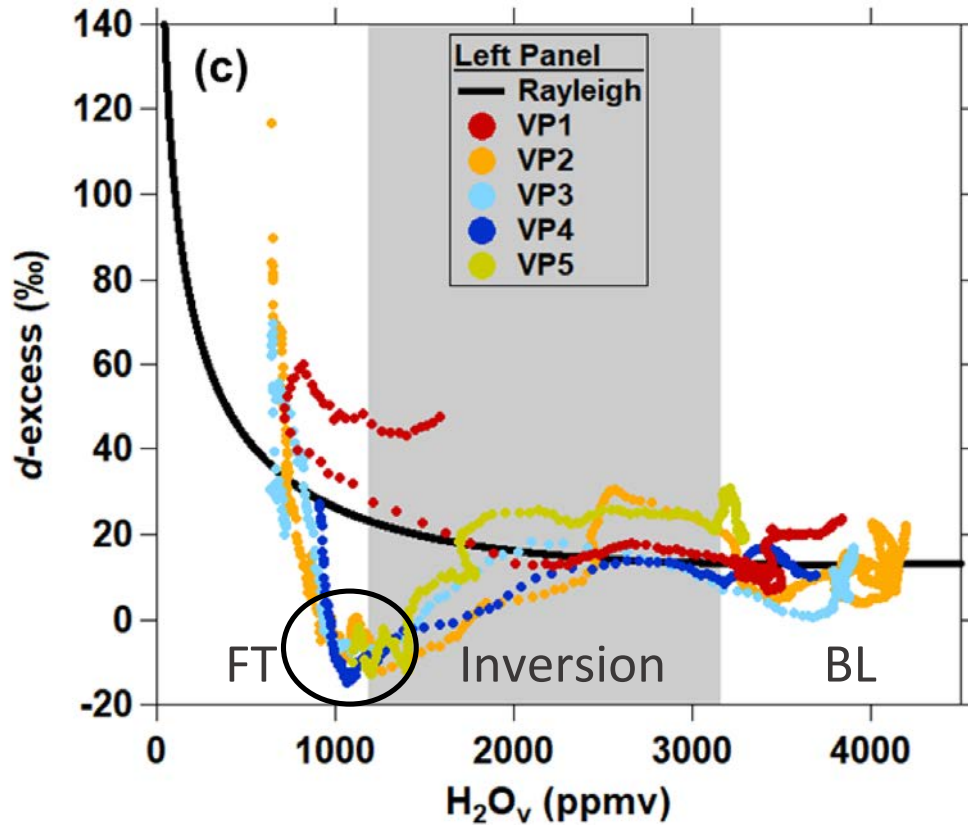 (c)
Left Panel
Rayleigh
VP1
VP2
VP3
VP4
VP5
140
120
100
80
60
40
20
0
-20
d-excess (‰)
FT
Inversion
BL
0
1000
2000
3000
4000
H₂Oᵥ (ppmv)